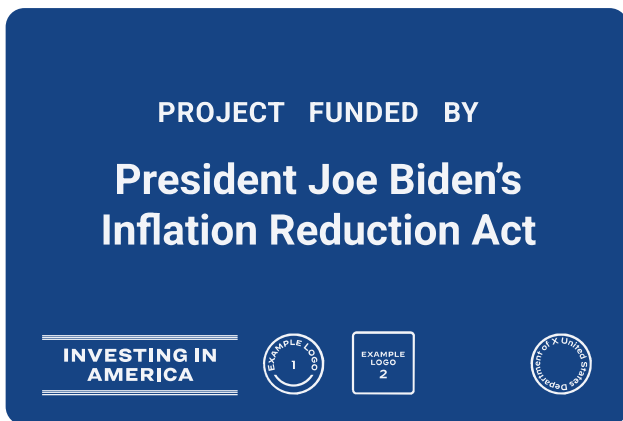 PROJECT FUNDED BY
President Joe Biden's
Inflation Reduction Act
INVESTING IN
AMERICA
EXAMPLE LOGO
1
EXAMPLE
LOGO
2
Department of X United States